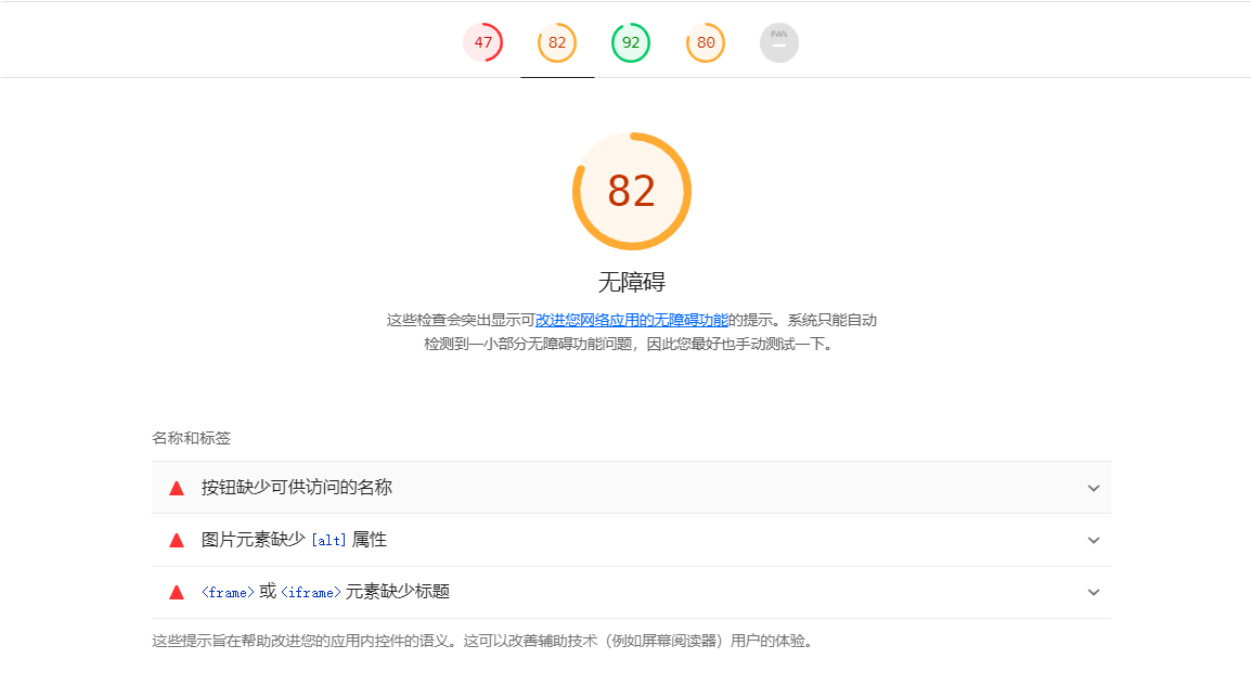 47 82 92 80 PWA
82
无障碍
这些检查会突出显示可改进您网络应用的无障碍功能的提示。系统只能自动
检测到一小部分无障碍功能问题，因此您最好也手动测试一下。
名称和标签
按钮缺少可供访问的名称
图片元素缺少 [alt] 属性
<frame> 或 <iframe> 元素缺少标题
这些提示旨在帮助改进您的应用内控件的语义。这可以改善辅助技术（例如屏幕阅读器）用户的体验。